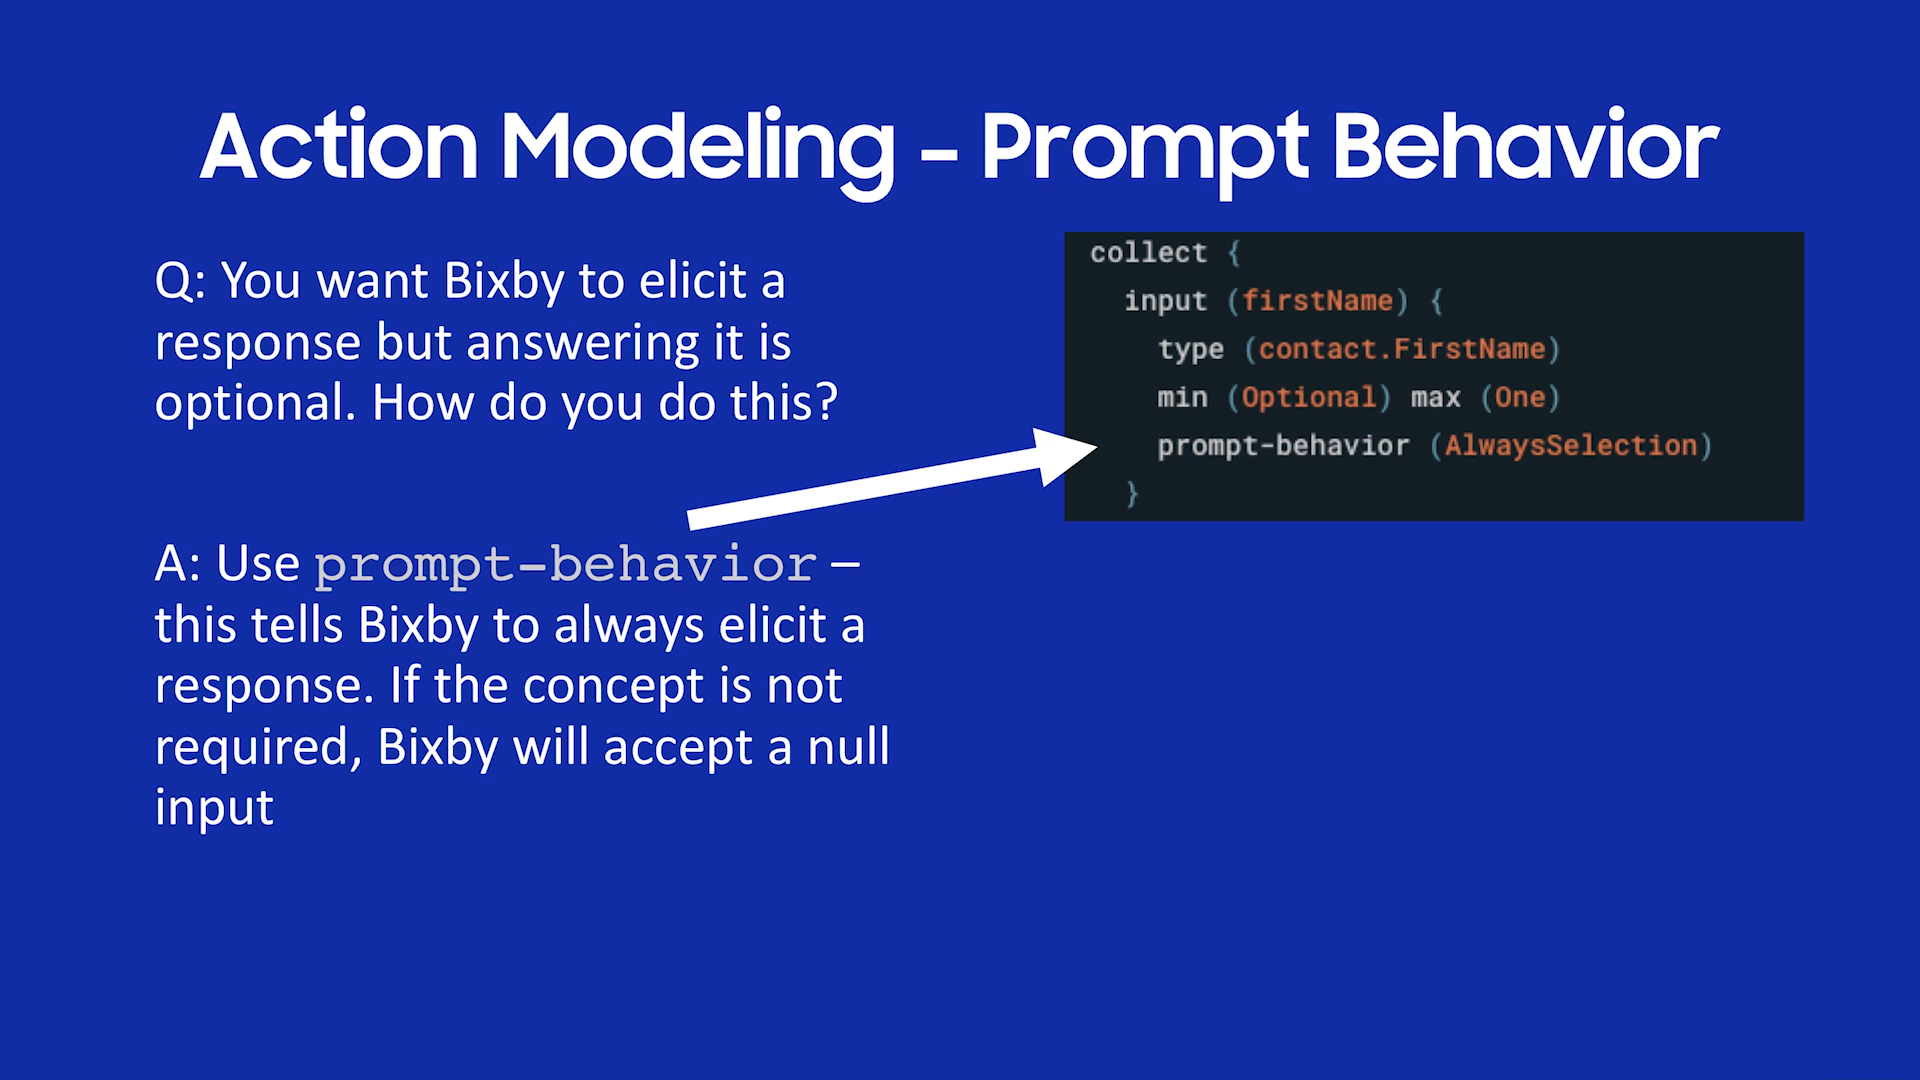 Action Modeling – Prompt Behavior
Q: You want Bixby to elicit a
response but answering it is
optional. How do you do this?
A: Use prompt-behavior –
this tells Bixby to always elicit a
response. If the concept is not
required, Bixby will accept a null
input
collect {
input (firstName) {
type (contact.FirstName)
min (Optional) max (One)
prompt-behavior (AlwaysSelection)
}